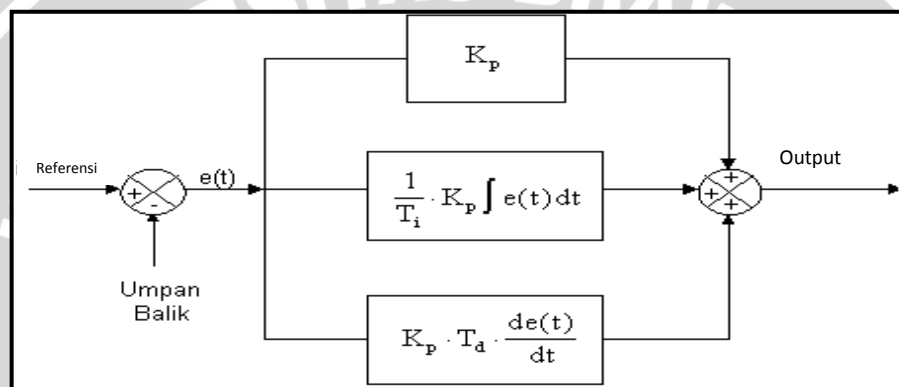 K_p
Referensi
+
-
e(t)
1/T_i · K_p ∫ e(t) dt
+
+
+
Output
Umpan
Balik
K_p · T_d · de(t)/dt